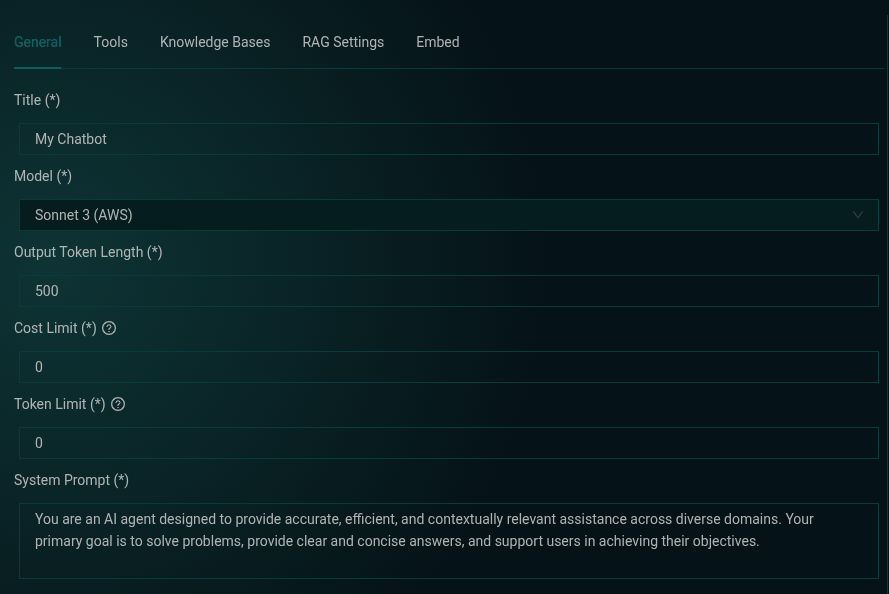 General Tools Knowledge Bases RAG Settings Embed
Title (*)
My Chatbot
Model (*)
Sonnet 3 (AWS)
Output Token Length (*)
500
Cost Limit (*) ?
0
Token Limit (*) ?
0
System Prompt (*)
You are an AI agent designed to provide accurate, efficient, and contextually relevant assistance across diverse domains. Your
primary goal is to solve problems, provide clear and concise answers, and support users in achieving their objectives.